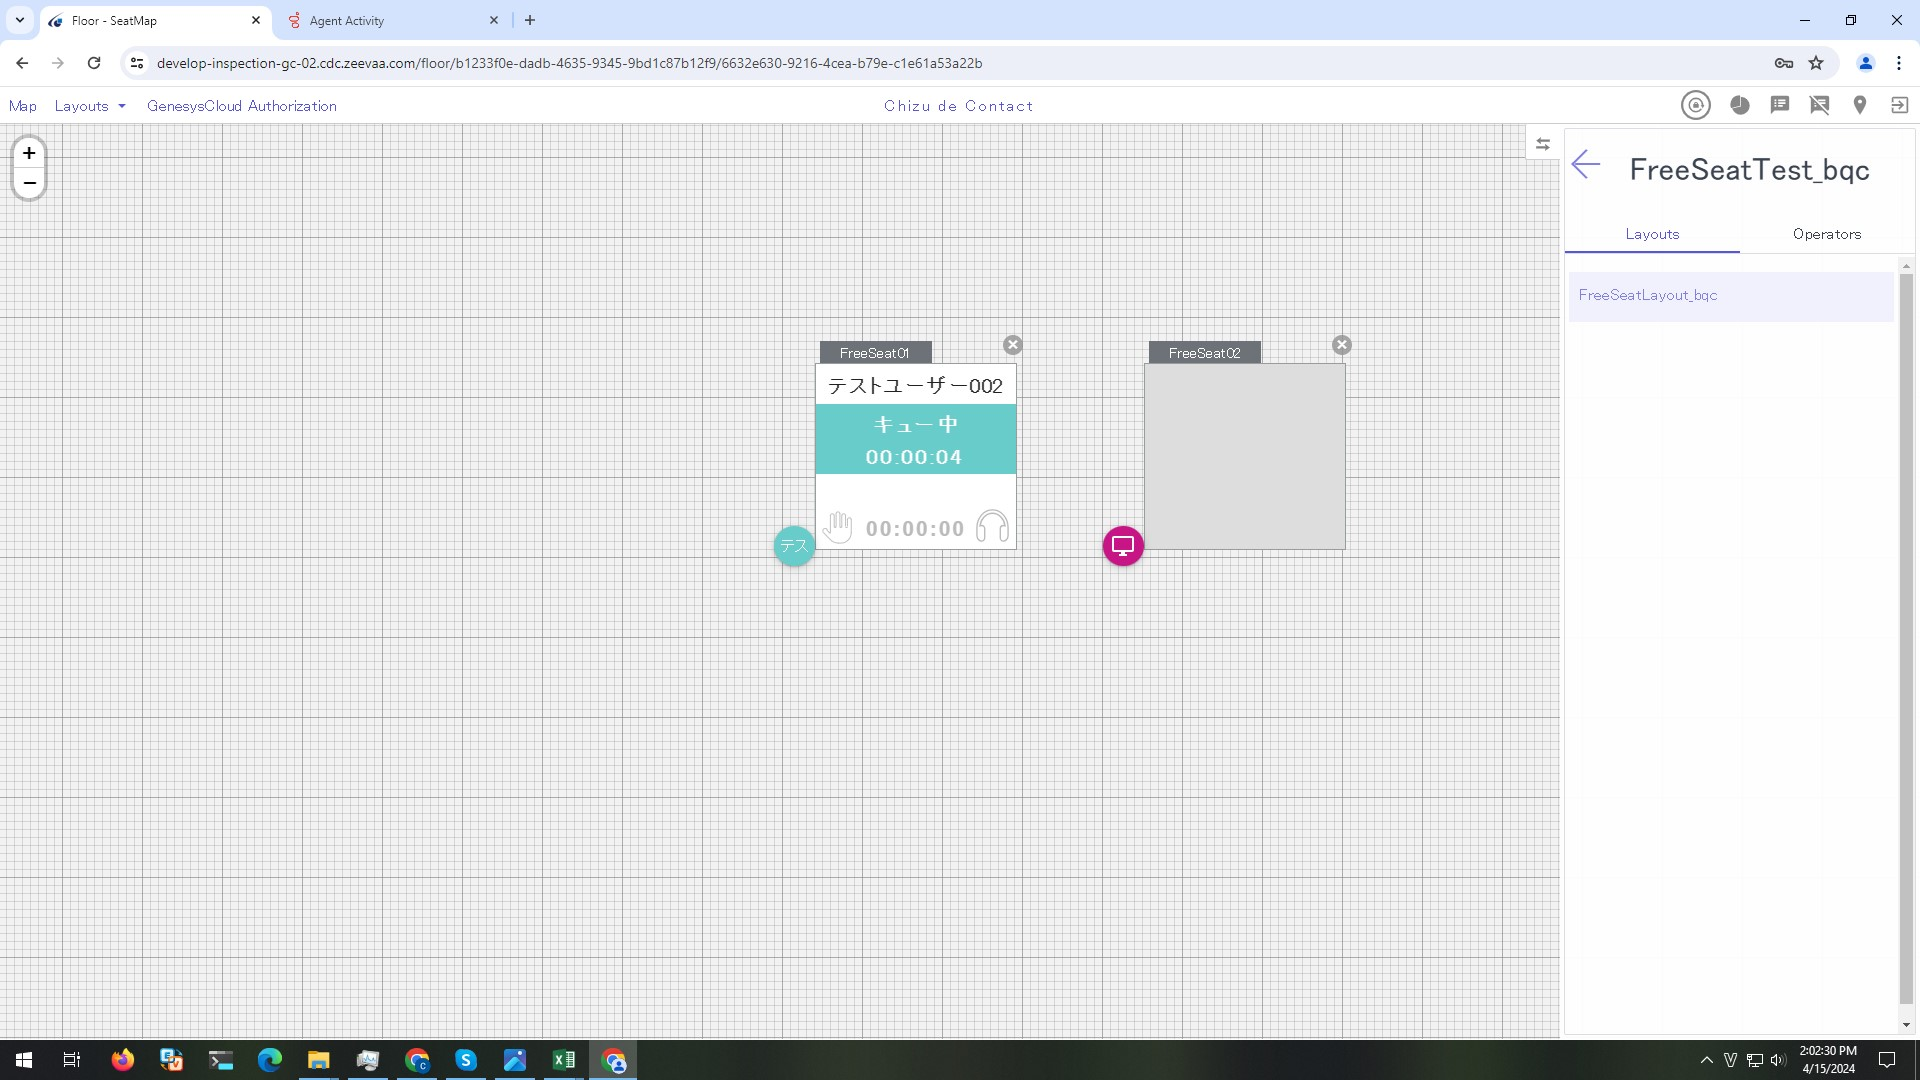 Floor - SeatMap
Agent Activity
develop-inspection-gc-02.cdc.zeevaa.com/floor/b1233f0e-dadb-4635-9345-9bd1c87b12f9/6632e630-9216-4cea-b79e-c1e61a53a22b
Map Layouts GenesysCloud Authorization
Chizu de Contact
+
−
FreeSeatTest_bqc
Layouts
Operators
FreeSeatLayout_bqc
FreeSeat01
テストユーザー002
キュー中
00:00:04
00:00:00
テス
FreeSeat02
2:02:30 PM
4/15/2024